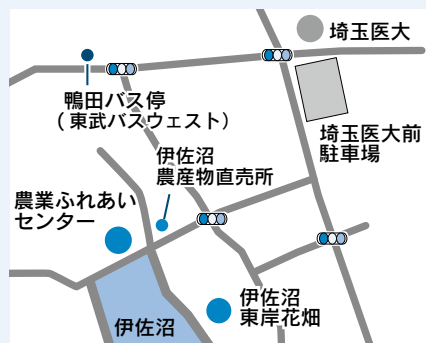 埼玉医大
鴨田バス停
(東武バスウェスト)
埼玉医大前
駐車場
伊佐沼
農産物直売所
農業ふれあい
センター
伊佐沼
東岸花畑
伊佐沼